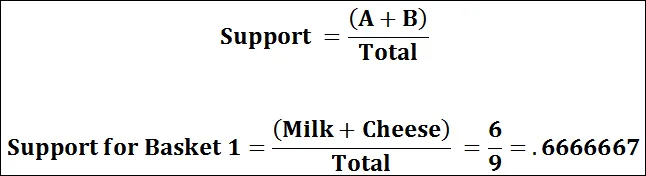 Support = (A + B) / Total
Support for Basket 1 = (Milk + Cheese) / Total = 6 / 9 = .6666667